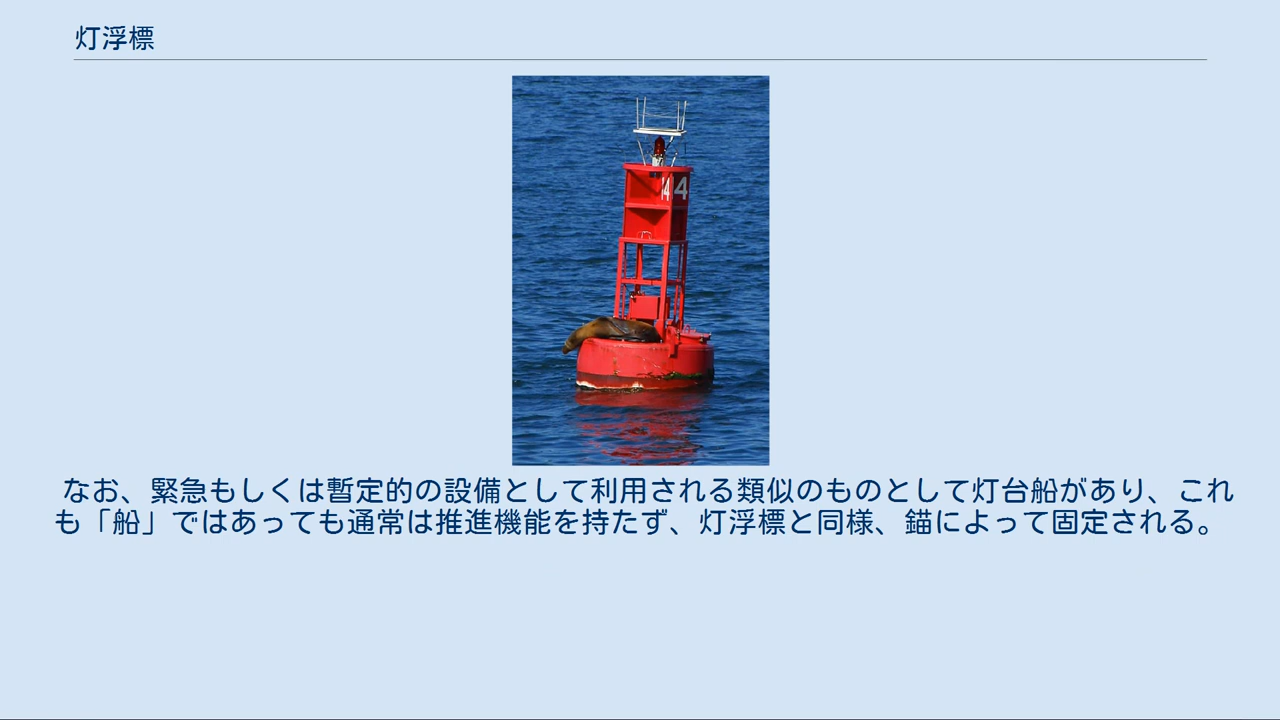 灯浮標
14
4
なお、緊急もしくは暫定的の設備として利用される類似のものとして灯台船があり、これ
も「船」ではあっても通常は推進機能を持たず、灯浮標と同様、錨によって固定される。